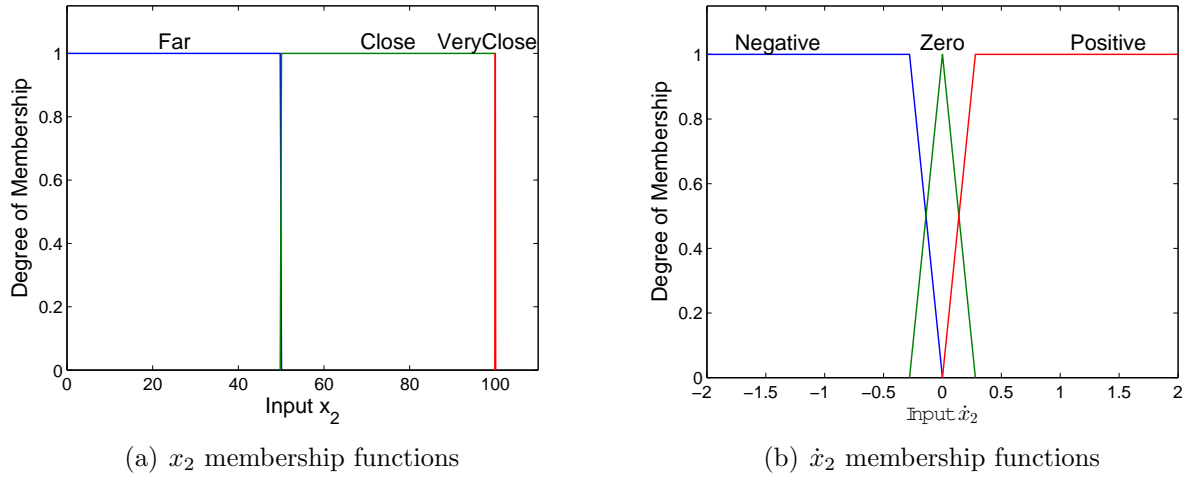 Far Close VeryClose
1
0.8
0.6
0.4
0.2
0
Degree of Membership
0 20 40 60 80 100
Input x₂
(a) x₂ membership functions
Negative Zero Positive
1
0.8
0.6
0.4
0.2
0
Degree of Membership
−2 −1.5 −1 −0.5 0 0.5 1 1.5 2
Input ẋ₂
(b) ẋ₂ membership functions